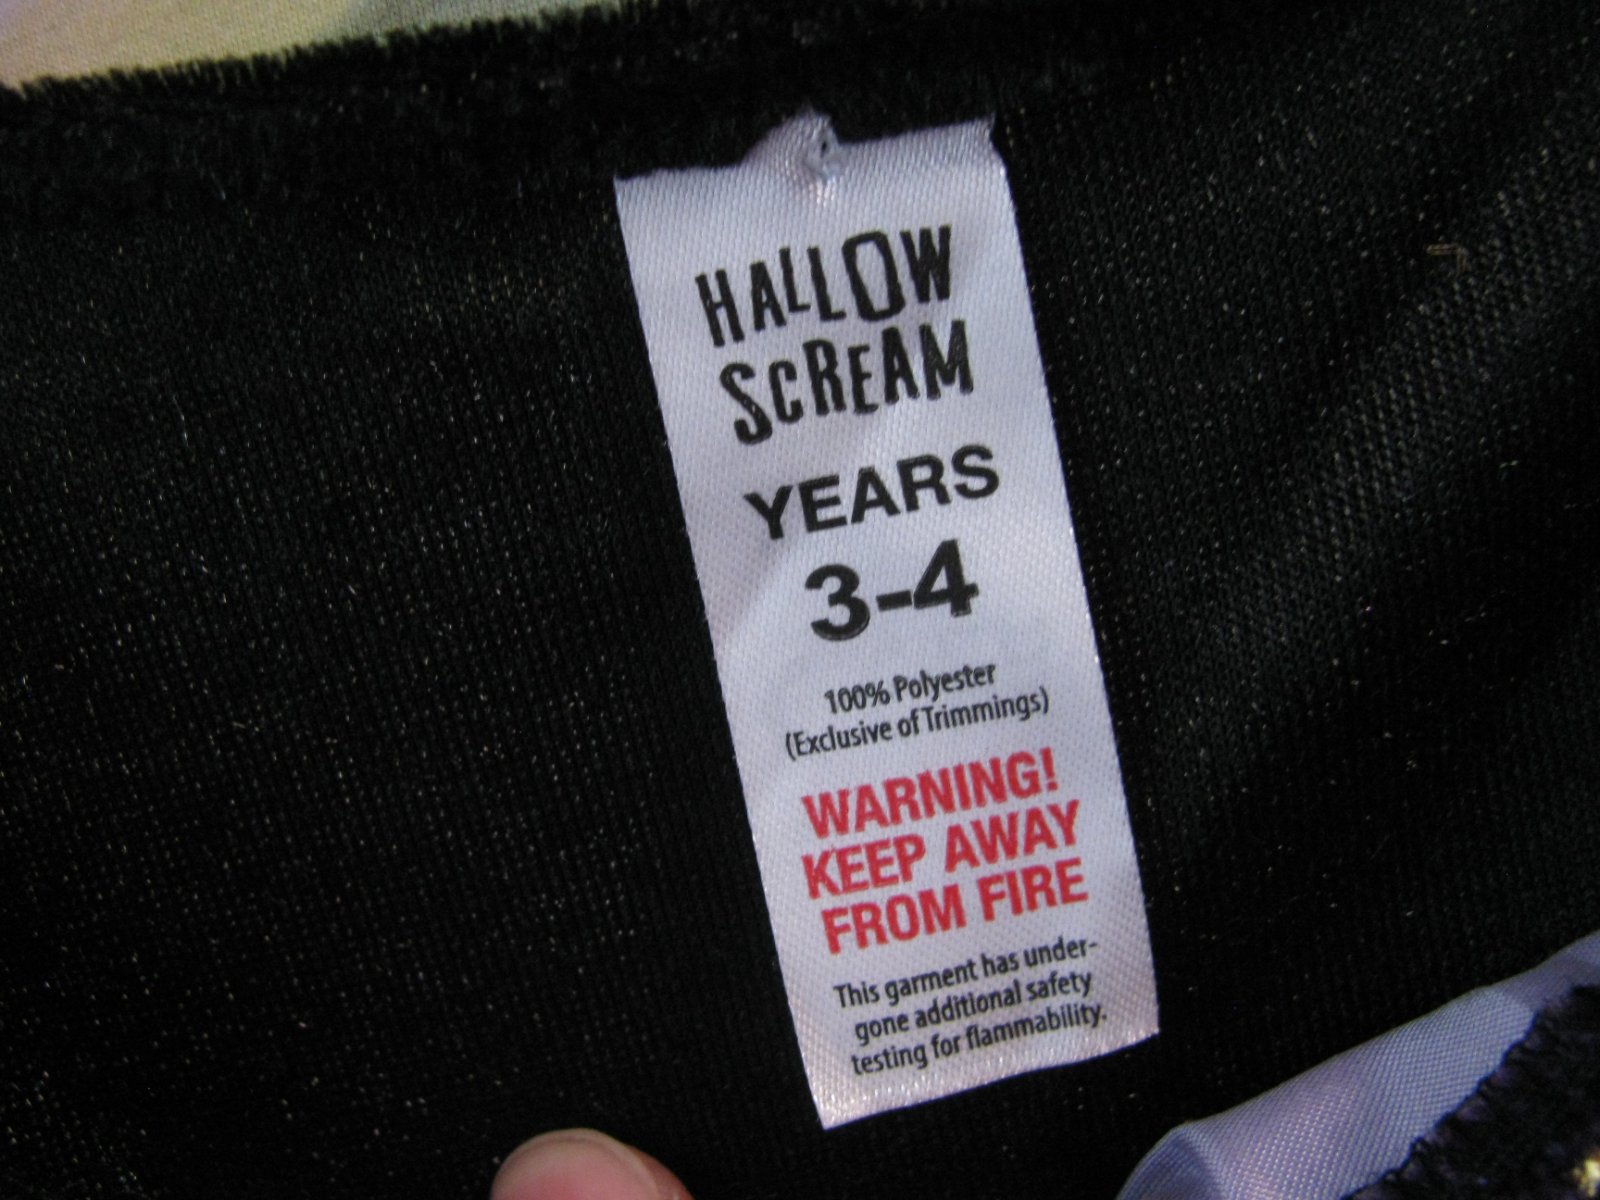 HALLOW
SCREAM
YEARS
3-4
100% Polyester
(Exclusive of Trimmings)
WARNING!
KEEP AWAY
FROM FIRE
This garment has under-
gone additional safety
testing for flammability.